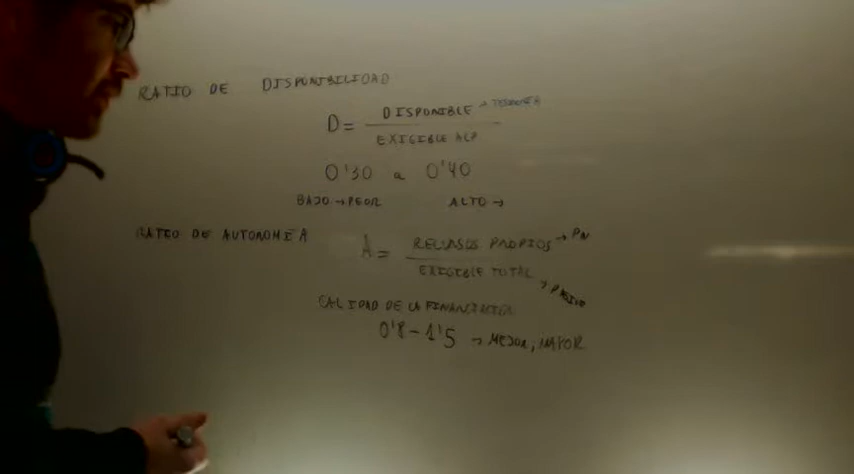 RATIO DE DISPONIBILIDAD
D = DISPONIBLE → TESORERÍA
EXIGIBLE ACP
0'30 a 0'40
BAJO → PEOR ALTO →
RATIO DE AUTONOMÍA
A = RECURSOS PROPIOS → PN
EXIGIBLE TOTAL → PASIVO
CALIDAD DE LA FINANCIACIÓN
0'8 - 1'5 → MEJOR, MAYOR